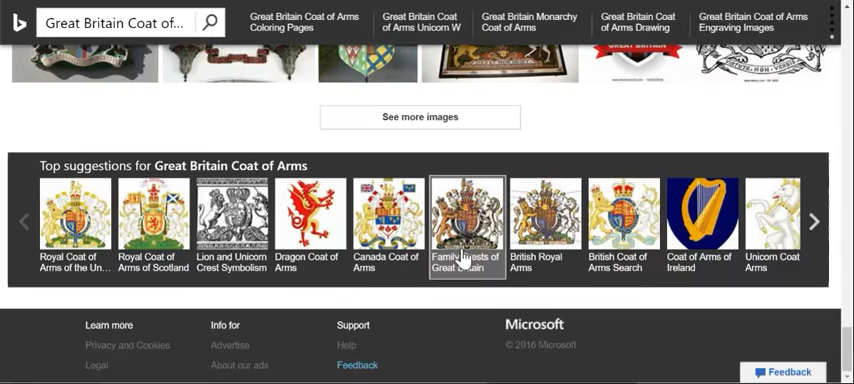 Great Britain Coat of...
Great Britain Coat of Arms
Coloring Pages
Great Britain Coat
of Arms Unicorn W
Great Britain Monarchy
Coat of Arms
Great Britain Coat
of Arms Drawing
Great Britain Coat of Arms
Engraving Images
GREAT BRITAIN
See more images
Top suggestions for Great Britain Coat of Arms
Royal Coat of
Arms of the Un...
Royal Coat of
Arms of Scotland
Lion and Unicorn
Crest Symbolism
Dragon Coat of
Arms
Canada Coat of
Arms
Family Crests of
Great Britain
British Royal
Arms
British Coat of
Arms Search
Coat of Arms of
Ireland
Unicorn Coat
Arms
Learn more
Privacy and Cookies
Legal
Info for
Advertise
About our ads
Support
Help
Feedback
Microsoft
© 2016 Microsoft
Feedback